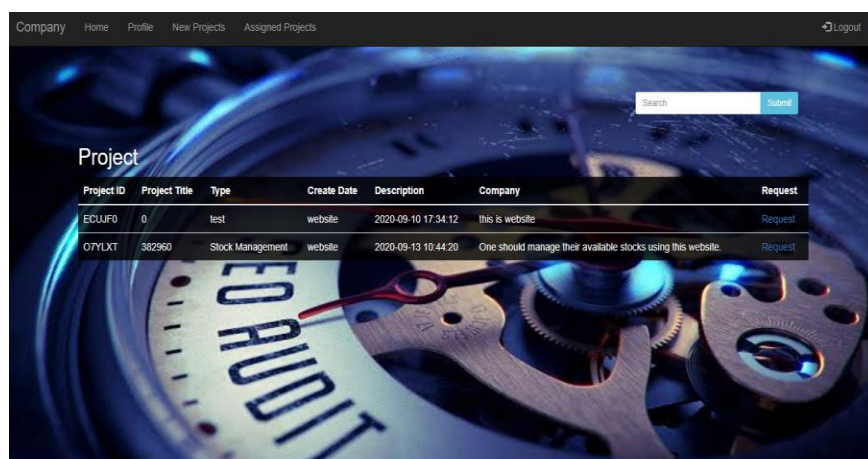 Company Home Profile New Projects Assigned Projects Logout
Search Submit
Project
Project ID Project Title Type Create Date Description Company Request
ECUJF0 0 test website 2020-09-10 17:34:12 this is website Request
O7YLXT 382960 Stock Management website 2020-09-13 10:44:20 One should manage their available stocks using this website. Request
SEO AUDIT